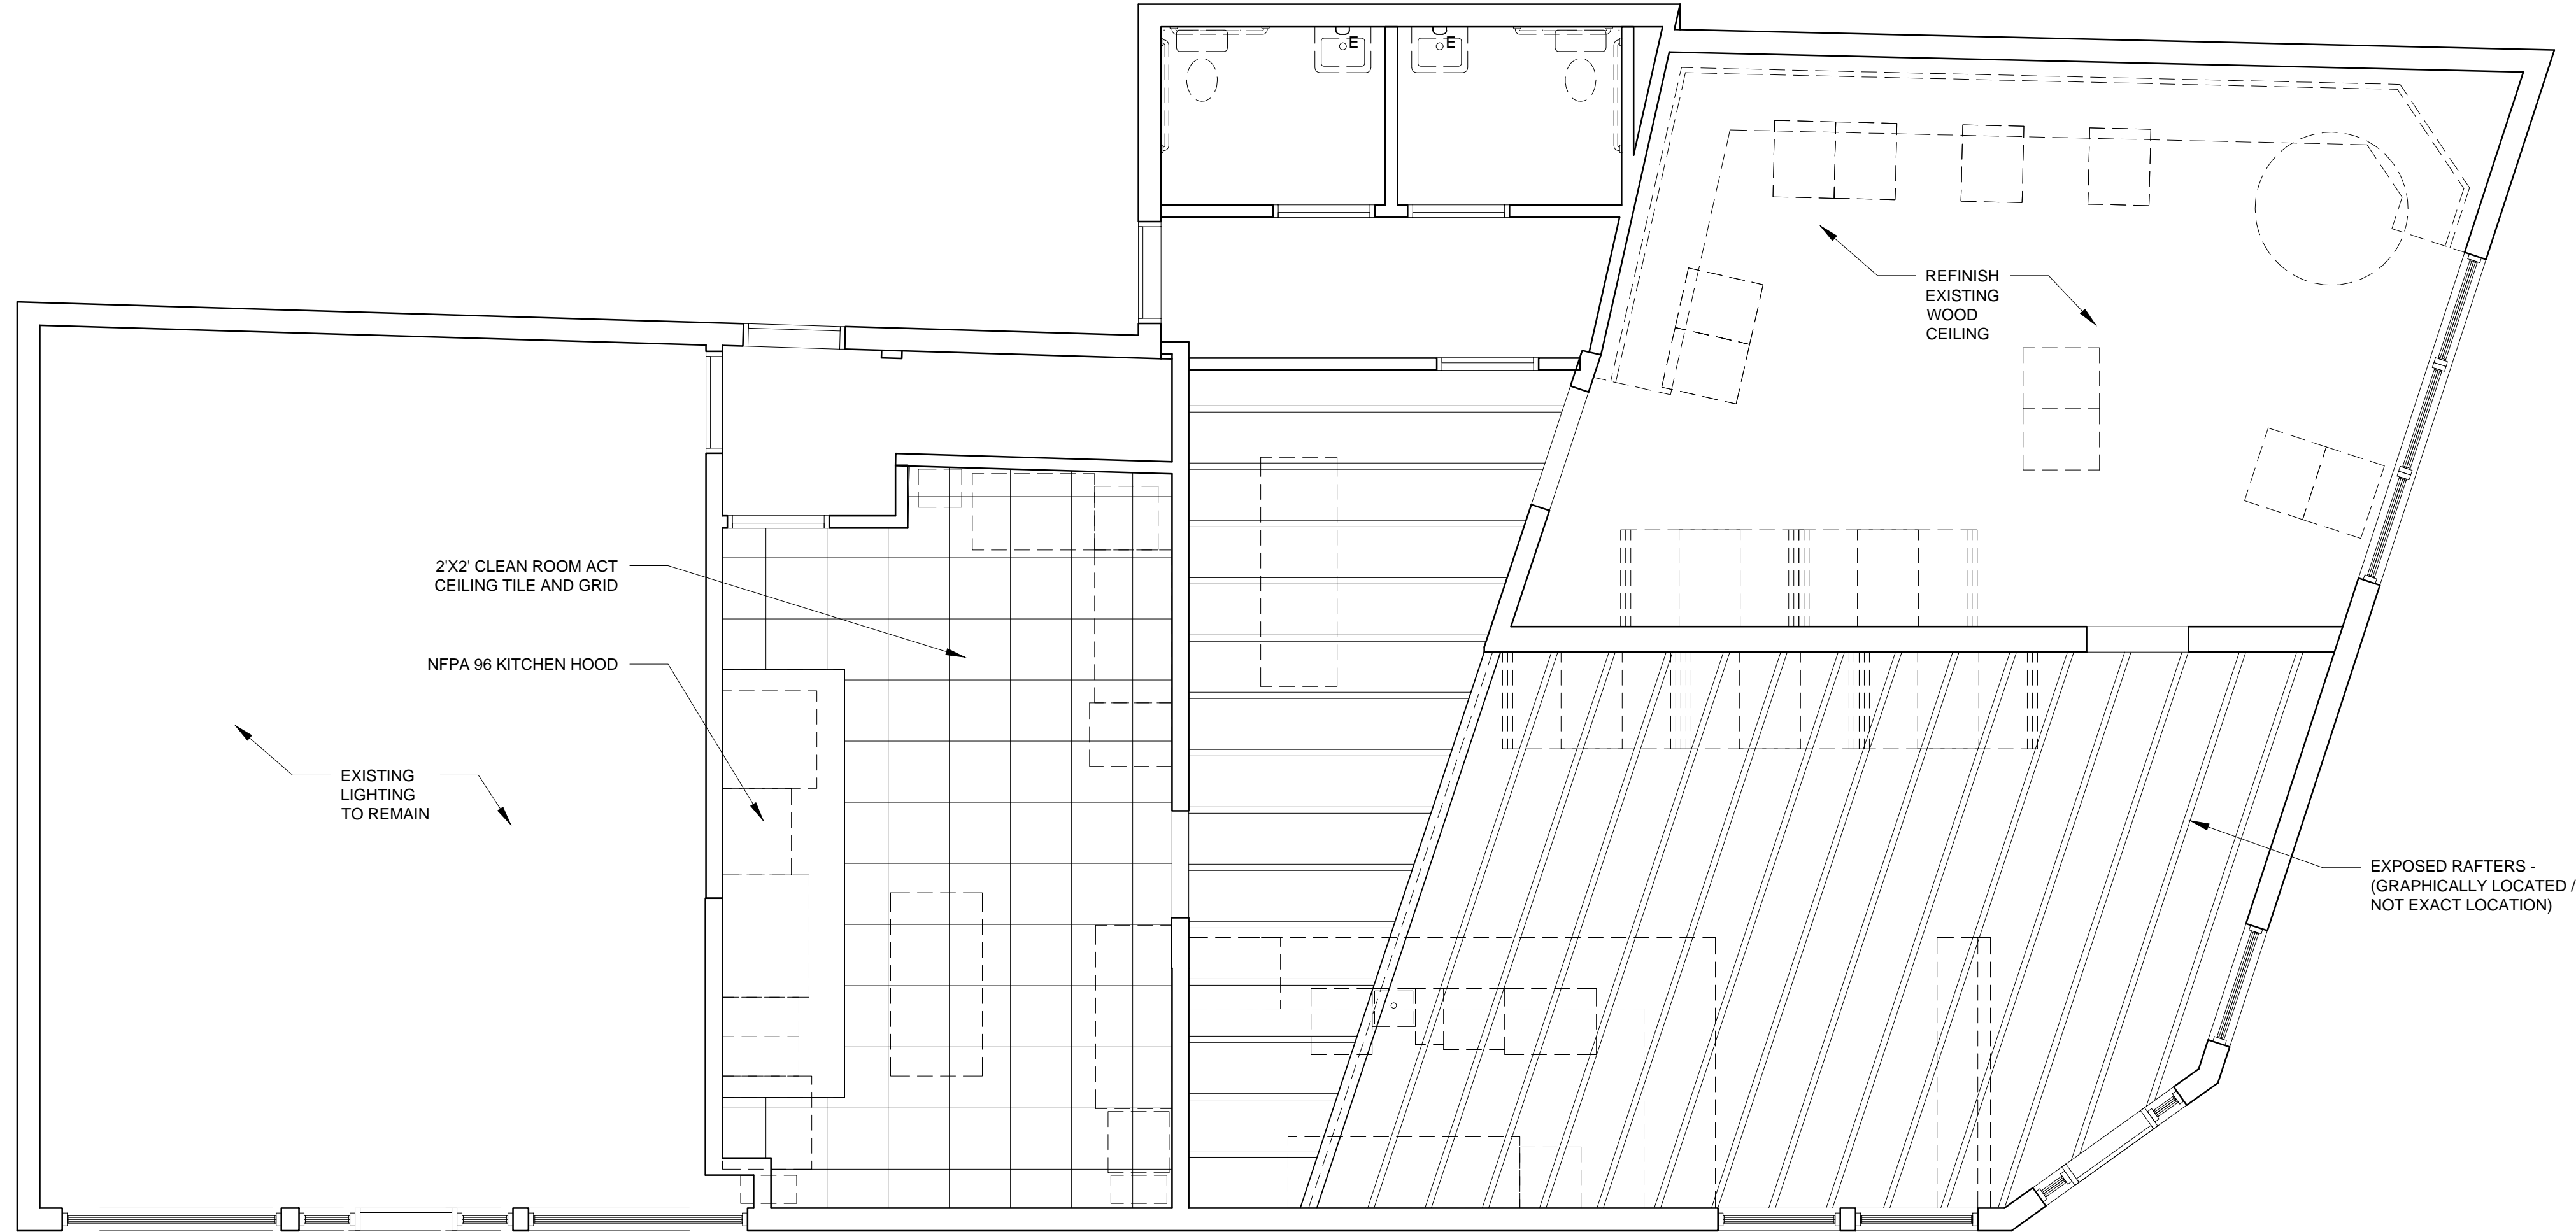 E
E
REFINISH
EXISTING
WOOD
CEILING
2'X2' CLEAN ROOM ACT
CEILING TILE AND GRID
NFPA 96 KITCHEN HOOD
EXISTING
LIGHTING
TO REMAIN
EXPOSED RAFTERS -
(GRAPHICALLY LOCATED /
NOT EXACT LOCATION)